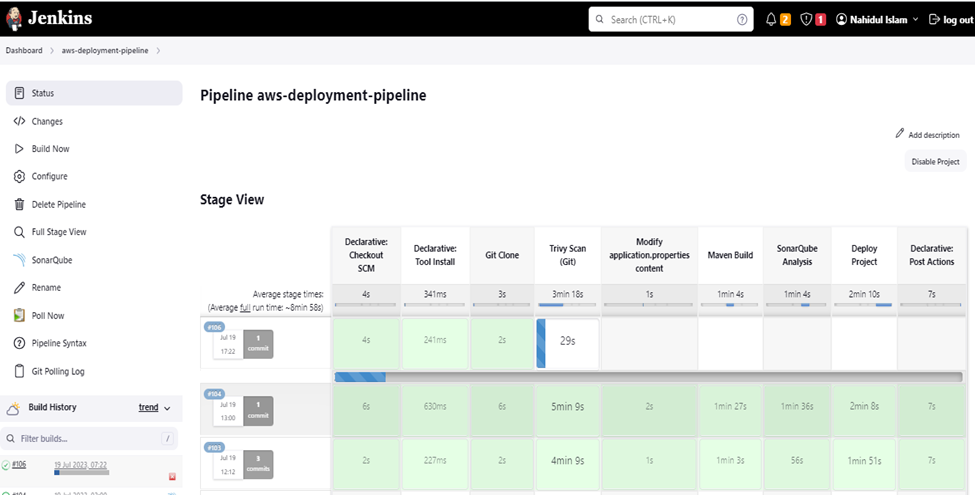 Jenkins
Search (CTRL+K)
?
2
1
Nahidul Islam
log out
Dashboard
aws-deployment-pipeline
Status
Changes
Build Now
Configure
Delete Pipeline
Full Stage View
SonarQube
Rename
Poll Now
Pipeline Syntax
Git Polling Log
Build History
trend
Filter builds...
/
#106
19 Jul 2023, 07:22
Pipeline aws-deployment-pipeline
Add description
Disable Project
Stage View
Declarative: Checkout SCM
Declarative: Tool Install
Git Clone
Trivy Scan (Git)
Modify application.properties content
Maven Build
SonarQube Analysis
Deploy Project
Declarative: Post Actions
Average stage times:
(Average full run time: ~8min 58s)
4s
341ms
3s
3min 18s
1s
1min 4s
1min 4s
2min 10s
7s
#106
Jul 19
17:22
1
commit
4s
241ms
2s
29s
#104
Jul 19
13:00
1
commit
6s
630ms
6s
5min 9s
2s
1min 27s
1min 36s
2min 8s
7s
#103
Jul 19
12:12
3
commits
2s
227ms
2s
4min 9s
1s
1min 3s
56s
1min 51s
7s